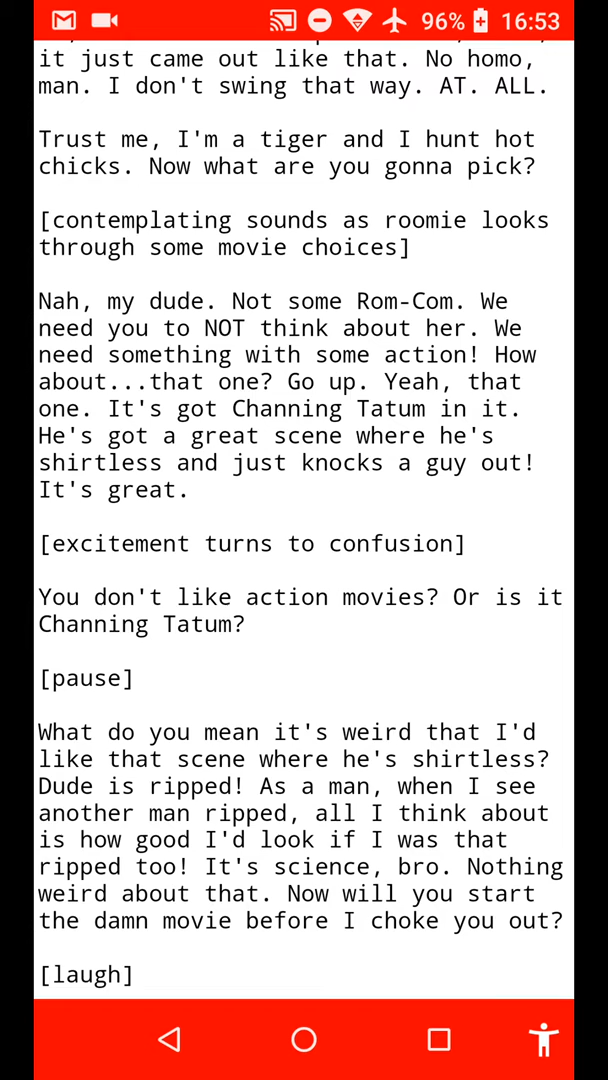 96% 16:53
it just came out like that. No homo,
man. I don't swing that way. AT. ALL.
Trust me, I'm a tiger and I hunt hot
chicks. Now what are you gonna pick?
[contemplating sounds as roomie looks
through some movie choices]
Nah, my dude. Not some Rom-Com. We
need you to NOT think about her. We
need something with some action! How
about...that one? Go up. Yeah, that
one. It's got Channing Tatum in it.
He's got a great scene where he's
shirtless and just knocks a guy out!
It's great.
[excitement turns to confusion]
You don't like action movies? Or is it
Channing Tatum?
[pause]
What do you mean it's weird that I'd
like that scene where he's shirtless?
Dude is ripped! As a man, when I see
another man ripped, all I think about
is how good I'd look if I was that
ripped too! It's science, bro. Nothing
weird about that. Now will you start
the damn movie before I choke you out?
[laugh]